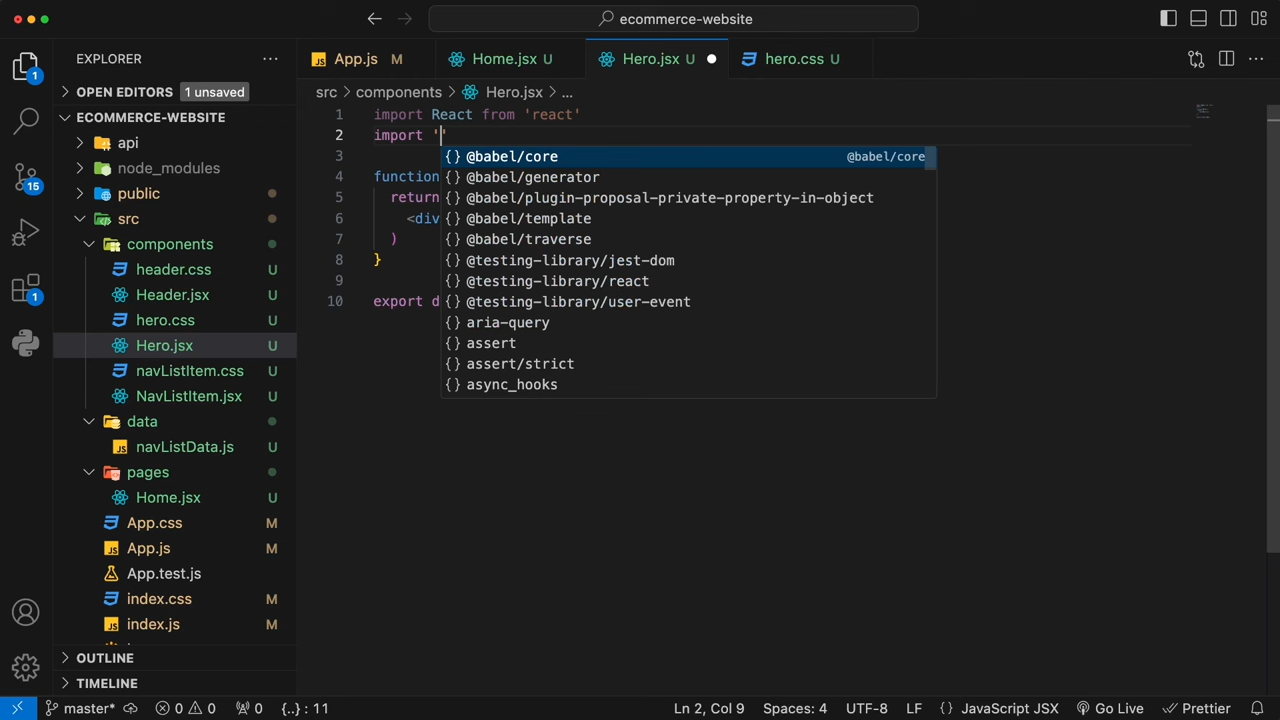 ecommerce-website
EXPLORER
App.js M
Home.jsx U
Hero.jsx U
hero.css U
OPEN EDITORS 1 unsaved
src > components > Hero.jsx > ...
ECOMMERCE-WEBSITE
api
node_modules
public
src
components
header.css U
Header.jsx U
hero.css U
Hero.jsx U
navListItem.css U
NavListItem.jsx U
data
navListData.js U
pages
Home.jsx U
App.css M
App.js M
App.test.js
index.css M
index.js M
OUTLINE
TIMELINE
1
15
1
1 import React from 'react'
2 import ''
3
4 function
5 return
6 <div
7 )
8 }
9
10 export d
{} @babel/core @babel/core
{} @babel/generator
{} @babel/plugin-proposal-private-property-in-object
{} @babel/template
{} @babel/traverse
{} @testing-library/jest-dom
{} @testing-library/react
{} @testing-library/user-event
{} aria-query
{} assert
{} assert/strict
{} async_hooks
master* 0 0 0 {..} : 11 Ln 2, Col 9 Spaces: 4 UTF-8 LF {} JavaScript JSX Go Live Prettier